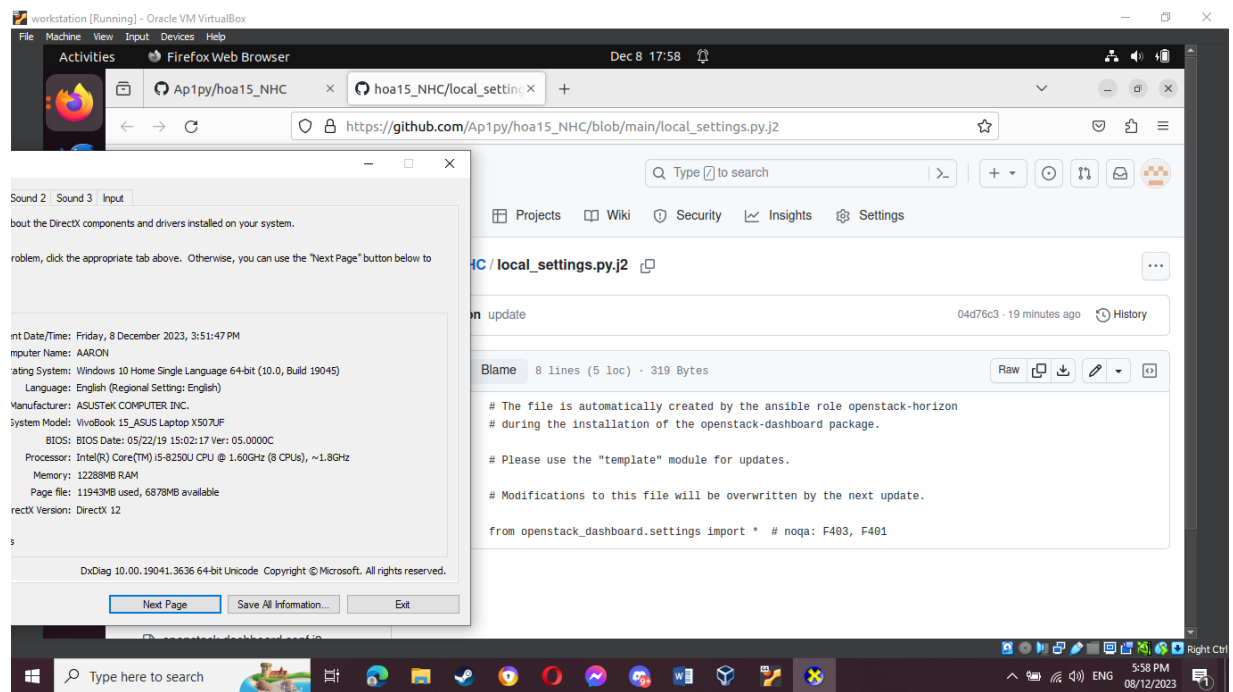 workstation [Running] - Oracle VM VirtualBox
File Machine View Input Devices Help
Activities Firefox Web Browser Dec 8 17:58
Ap1py/hoa15_NHC × hoa15_NHC/local_setting × +
https://github.com/Ap1py/hoa15_NHC/blob/main/local_settings.py.j2
Type / to search
Projects Wiki Security Insights Settings
HC / local_settings.py.j2
on update 04d76c3 · 19 minutes ago History
Blame 8 lines (5 loc) · 319 Bytes Raw
# The file is automatically created by the ansible role openstack-horizon
# during the installation of the openstack-dashboard package.
# Please use the "template" module for updates.
# Modifications to this file will be overwritten by the next update.
from openstack_dashboard.settings import * # noqa: F403, F401
Sound 2 Sound 3 Input
bout the DirectX components and drivers installed on your system.
roblem, click the appropriate tab above. Otherwise, you can use the "Next Page" button below to
ent Date/Time: Friday, 8 December 2023, 3:51:47 PM
mputer Name: AARON
rating System: Windows 10 Home Single Language 64-bit (10.0, Build 19045)
Language: English (Regional Setting: English)
Manufacturer: ASUSTeK COMPUTER INC.
System Model: VivoBook 15_ASUS Laptop X507UF
BIOS: BIOS Date: 05/22/19 15:02:17 Ver: 05.0000C
Processor: Intel(R) Core(TM) i5-8250U CPU @ 1.60GHz (8 CPUs), ~1.8GHz
Memory: 12288MB RAM
Page file: 11943MB used, 6878MB available
rectX Version: DirectX 12
s
DxDiag 10.00.19041.3636 64-bit Unicode Copyright © Microsoft. All rights reserved.
Next Page Save All Information... Exit
Right Ctrl
Type here to search
ENG
5:58 PM
08/12/2023
1